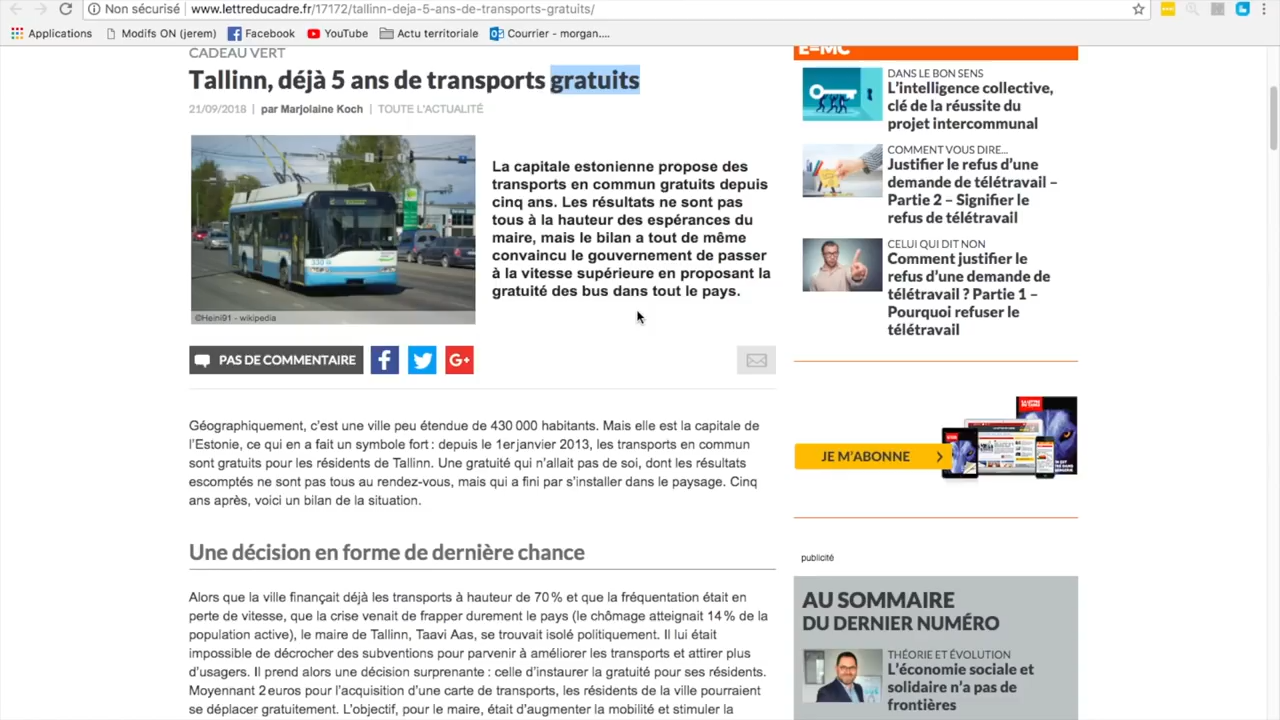 Non sécurisé | www.lettreducadre.fr/17172/tallinn-deja-5-ans-de-transports-gratuits/
Applications
Modifs ON (jerem)
Facebook
YouTube
Actu territoriale
Courrier - morgan....
CADEAU VERT
Tallinn, déjà 5 ans de transports gratuits
21/09/2018 | par Marjolaine Koch | TOUTE L'ACTUALITÉ
©Heini91 - wikipedia
La capitale estonienne propose des
transports en commun gratuits depuis
cinq ans. Les résultats ne sont pas
tous à la hauteur des espérances du
maire, mais le bilan a tout de même
convaincu le gouvernement de passer
à la vitesse supérieure en proposant la
gratuité des bus dans tout le pays.
PAS DE COMMENTAIRE
Géographiquement, c'est une ville peu étendue de 430 000 habitants. Mais elle est la capitale de
l'Estonie, ce qui en a fait un symbole fort : depuis le 1er janvier 2013, les transports en commun
sont gratuits pour les résidents de Tallinn. Une gratuité qui n'allait pas de soi, dont les résultats
escomptés ne sont pas tous au rendez-vous, mais qui a fini par s'installer dans le paysage. Cinq
ans après, voici un bilan de la situation.
Une décision en forme de dernière chance
Alors que la ville finançait déjà les transports à hauteur de 70 % et que la fréquentation était en
perte de vitesse, que la crise venait de frapper durement le pays (le chômage atteignait 14 % de la
population active), le maire de Tallinn, Taavi Aas, se trouvait isolé politiquement. Il lui était
impossible de décrocher des subventions pour parvenir à améliorer les transports et attirer plus
d'usagers. Il prend alors une décision surprenante : celle d'instaurer la gratuité pour ses résidents.
Moyennant 2 euros pour l'acquisition d'une carte de transports, les résidents de la ville pourraient
se déplacer gratuitement. L'objectif, pour le maire, était d'augmenter la mobilité et stimuler la
E=MC
DANS LE BON SENS
L'intelligence collective,
clé de la réussite du
projet intercommunal
COMMENT VOUS DIRE...
Justifier le refus d'une
demande de télétravail –
Partie 2 – Signifier le
refus de télétravail
CELUI QUI DIT NON
Comment justifier le
refus d'une demande de
télétravail ? Partie 1 –
Pourquoi refuser le
télétravail
JE M'ABONNE
publicité
AU SOMMAIRE
DU DERNIER NUMÉRO
THÉORIE ET ÉVOLUTION
L'économie sociale et
solidaire n'a pas de
frontières